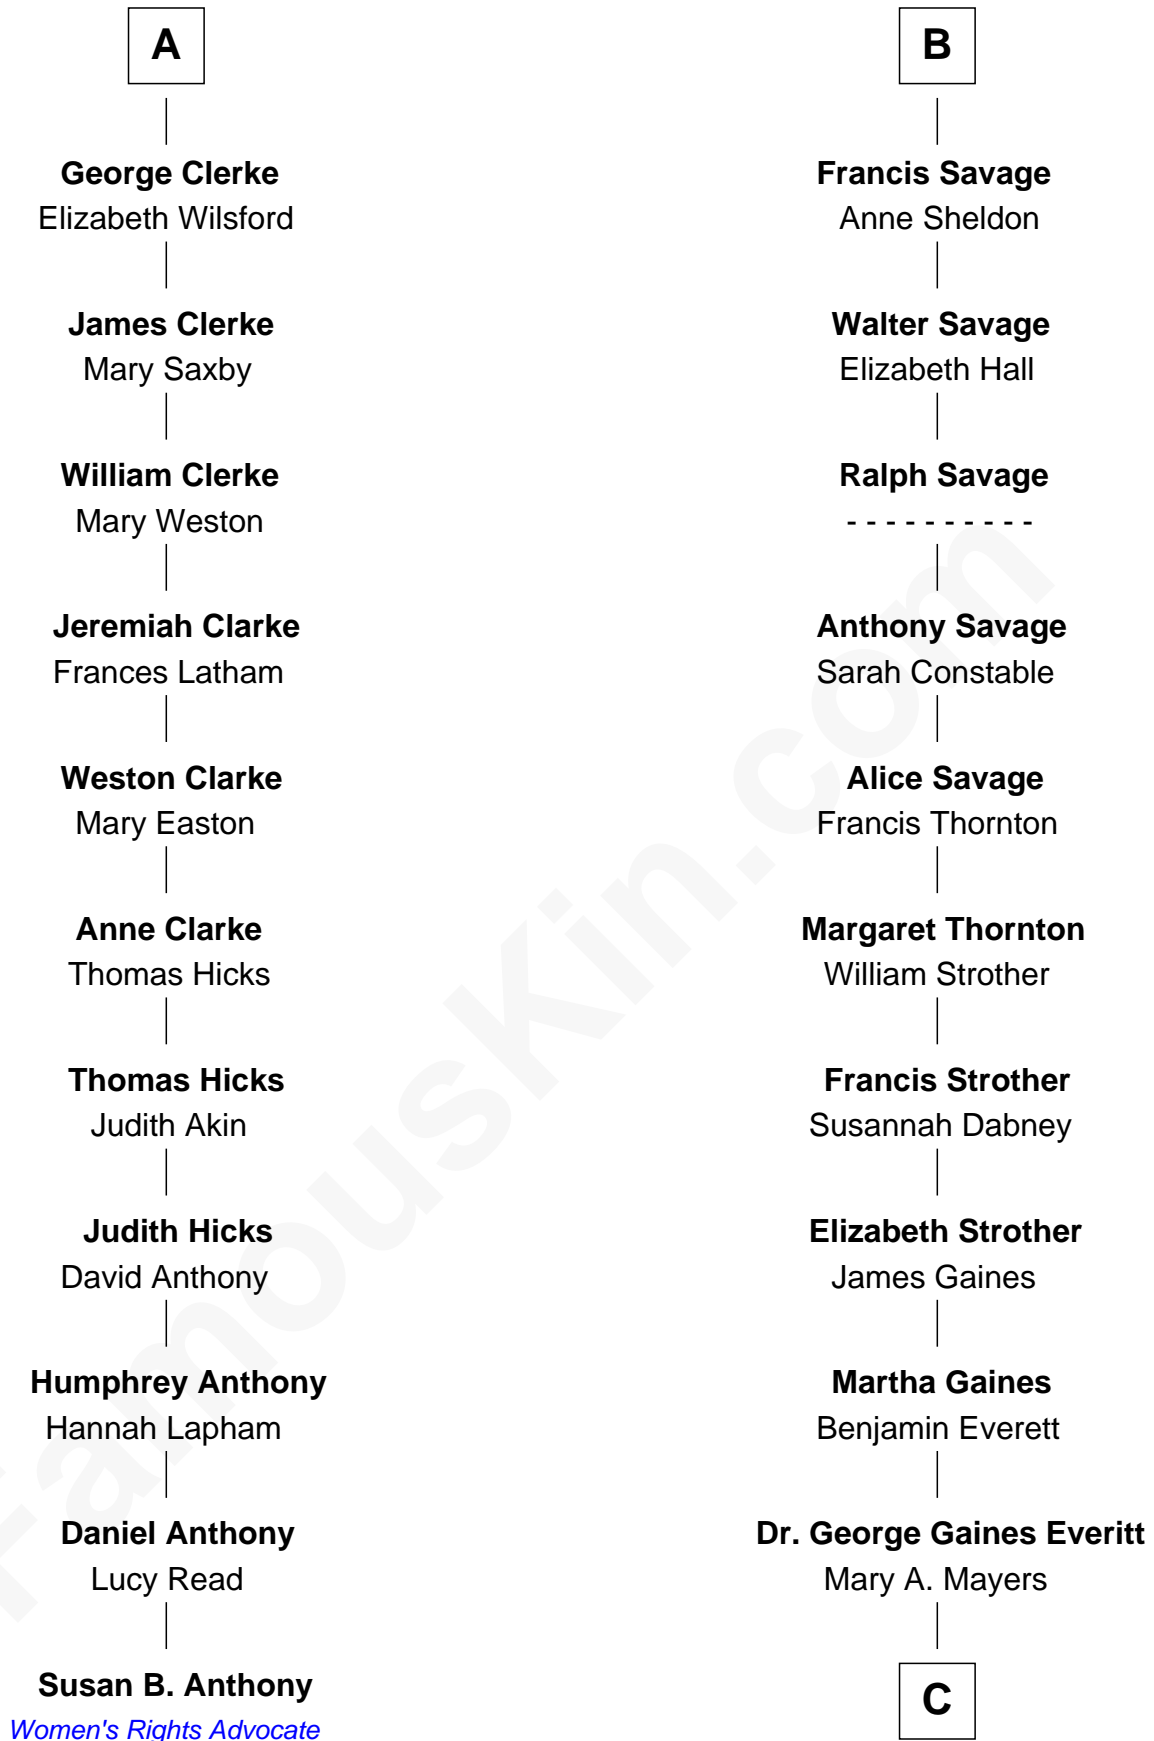 A
George Clerke
Elizabeth Wilsford
James Clerke
Mary Saxby
William Clerke
Mary Weston
Jeremiah Clarke
Frances Latham
Weston Clarke
Mary Easton
Anne Clarke
Thomas Hicks
Thomas Hicks
Judith Akin
Judith Hicks
David Anthony
Humphrey Anthony
Hannah Lapham
Daniel Anthony
Lucy Read
Susan B. Anthony
Women's Rights Advocate
B
Francis Savage
Anne Sheldon
Walter Savage
Elizabeth Hall
Ralph Savage
- - - - - - - - - -
Anthony Savage
Sarah Constable
Alice Savage
Francis Thornton
Margaret Thornton
William Strother
Francis Strother
Susannah Dabney
Elizabeth Strother
James Gaines
Martha Gaines
Benjamin Everett
Dr. George Gaines Everitt
Mary A. Mayers
C
FamousKin.com